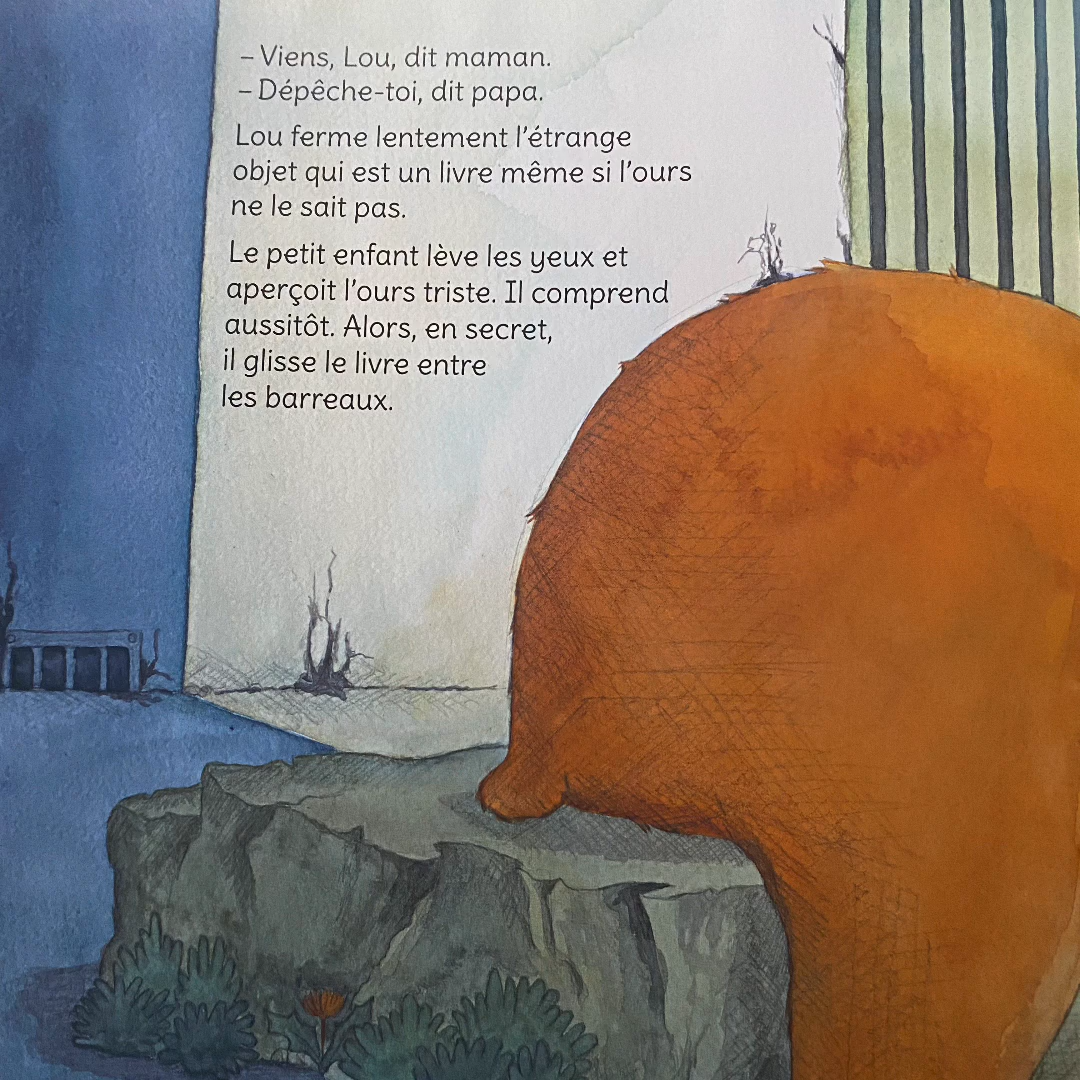 – Viens, Lou, dit maman.
– Dépêche-toi, dit papa.
Lou ferme lentement l’étrange
objet qui est un livre même si l’ours
ne le sait pas.
Le petit enfant lève les yeux et
aperçoit l’ours triste. Il comprend
aussitôt. Alors, en secret,
il glisse le livre entre
les barreaux.